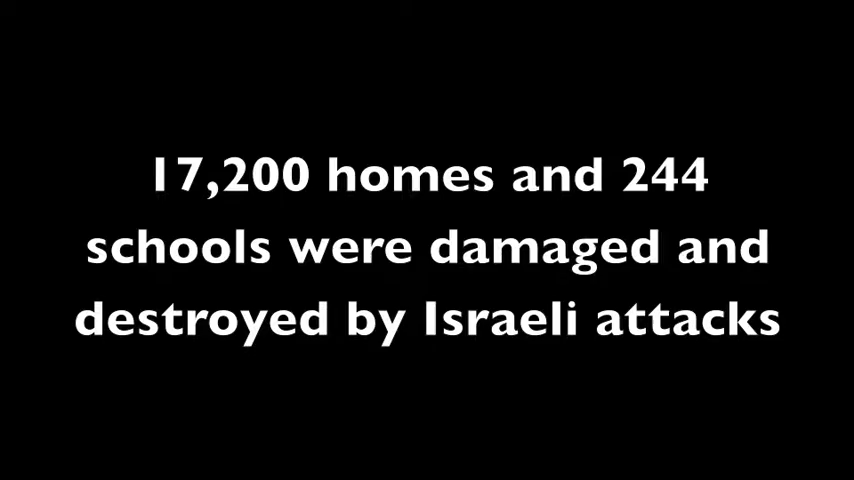 17,200 homes and 244
schools were damaged and
destroyed by Israeli attacks